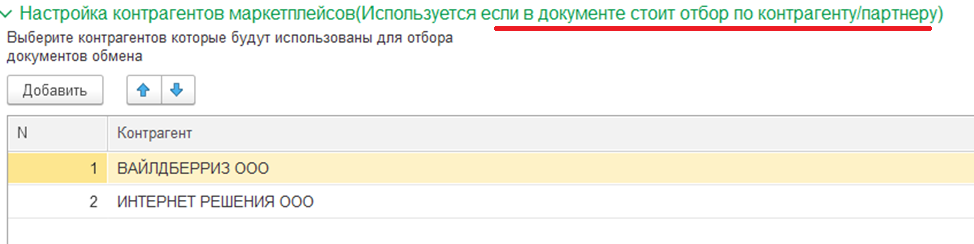 Настройка контрагентов маркетплейсов(Используется если в документе стоит отбор по контрагенту/партнеру)
Выберите контрагентов которые будут использованы для отбора
документов обмена
Добавить
N Контрагент
1 ВАЙЛДБЕРРИЗ ООО
2 ИНТЕРНЕТ РЕШЕНИЯ ООО